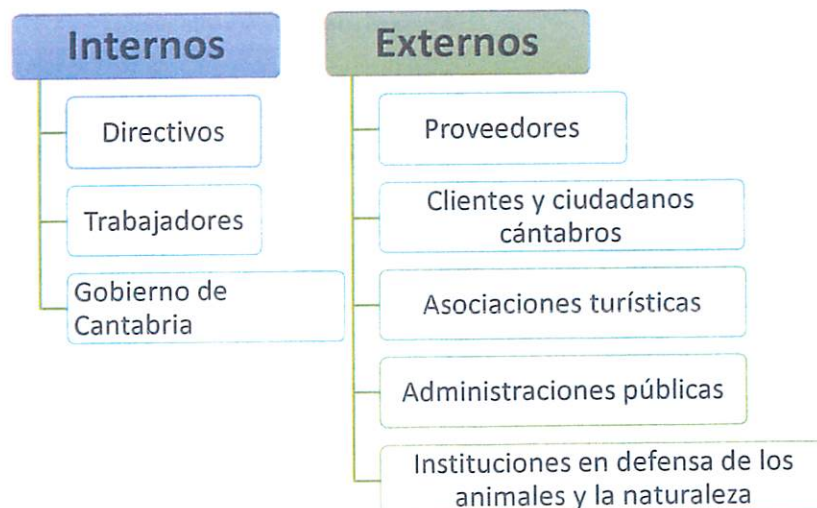 Internos
Directivos
Trabajadores
Gobierno de
Cantabria
Externos
Proveedores
Clientes y ciudadanos
cántabros
Asociaciones turísticas
Administraciones públicas
Instituciones en defensa de los
animales y la naturaleza